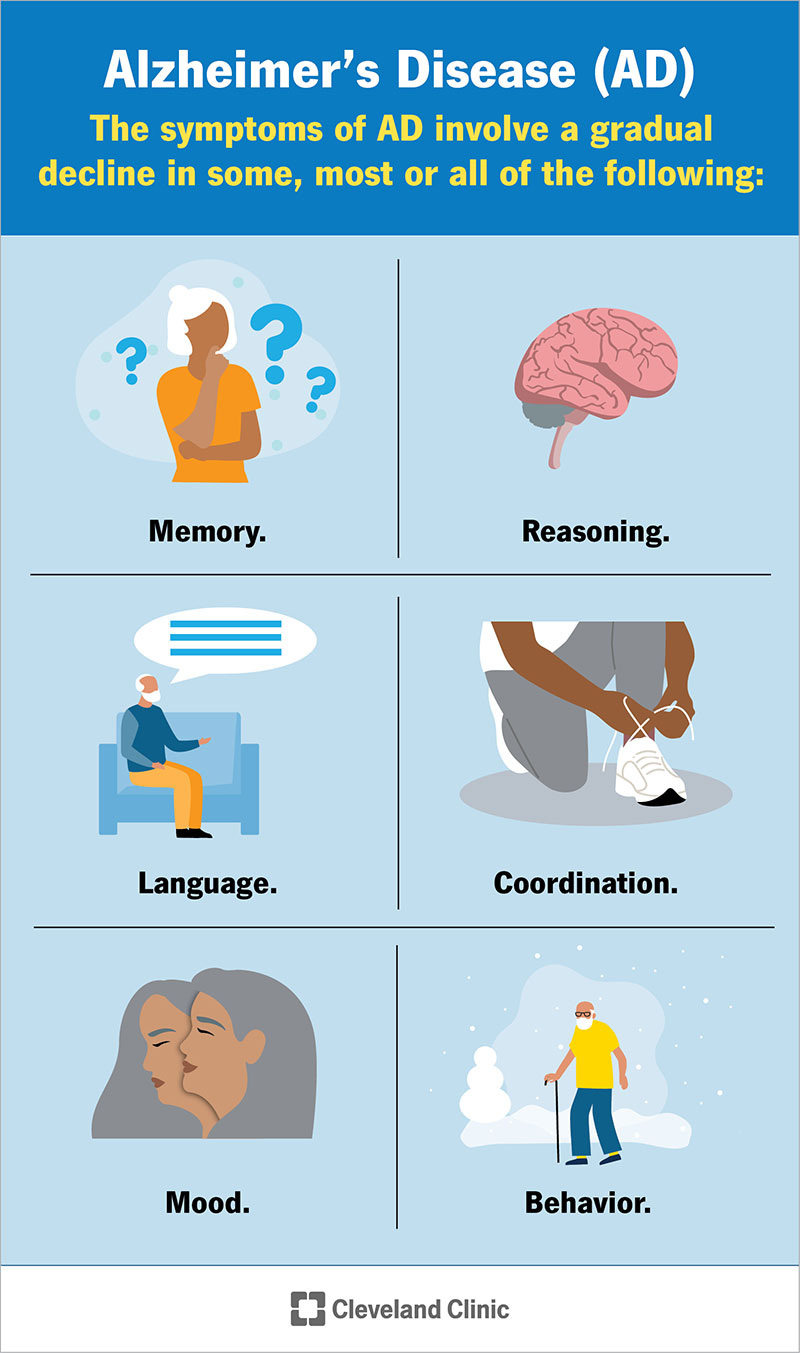 Alzheimer's Disease (AD)
The symptoms of AD involve a gradual
decline in some, most or all of the following:
?
?
?
Memory.
Reasoning.
Language.
Coordination.
Mood.
Behavior.
Cleveland Clinic